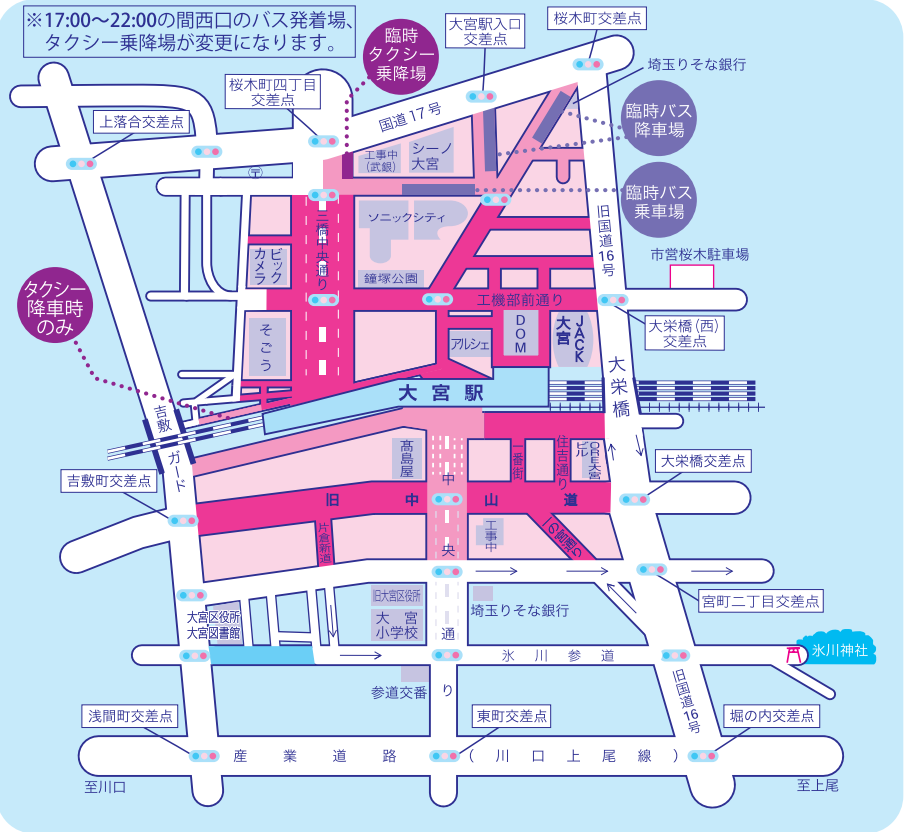 ※17:00〜22:00の間西口のバス発着場、
タクシー乗降場が変更になります。
臨時
タクシー
乗降場
大宮駅入口
交差点
桜木町交差点
埼玉りそな銀行
桜木町四丁目
交差点
国道17号
臨時バス
降車場
上落合交差点
工事中
(武銀)
シーノ
大宮
〒
臨時バス
乗車場
三橋中央通り
ソニックシティ
旧国道16号
市営桜木駐車場
ビック
カメラ
鐘塚公園
タクシー
降車時
のみ
工機部前通り
そごう
アルシェ
DOM
JACK
大宮
大栄橋(西)
交差点
大宮駅
大栄橋
吉敷
ガード
髙島屋
一番街
住吉通り
ORE大宮
ビル
吉敷町交差点
大栄橋交差点
旧中山道
中央通り
片倉新道
工事中
旧大宮区役所
大宮
小学校
埼玉りそな銀行
宮町二丁目交差点
大宮区役所
大宮図書館
氷川参道
氷川神社
参道交番
旧国道16号
浅間町交差点
東町交差点
堀の内交差点
産業道路
(川口上尾線)
至川口
至上尾